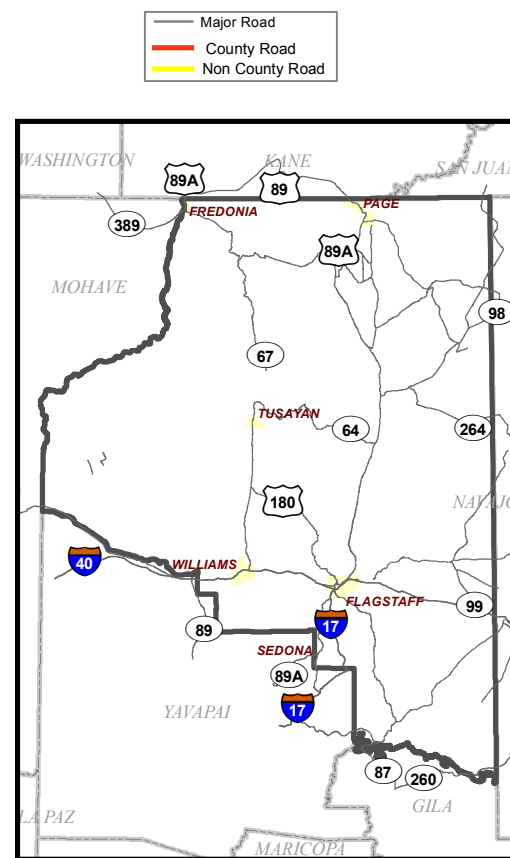 Major Road
County Road
Non County Road
WASHINGTON
KANE
SAN JUAN
89A
89
PAGE
FREDONIA
389
89A
MOHAVE
98
67
TUSAYAN
64
264
180
NAVAJO
40
WILLIAMS
FLAGSTAFF
99
89
17
SEDONA
89A
17
YAVAPAI
87
260
GILA
LA PAZ
MARICOPA